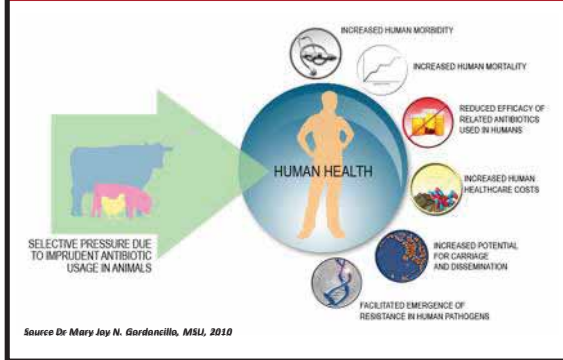 INCREASED HUMAN MORBIDITY
INCREASED HUMAN MORTALITY
REDUCED EFFICACY OF
RELATED ANTIBIOTICS
USED IN HUMANS
HUMAN HEALTH
INCREASED HUMAN
HEALTHCARE COSTS
SELECTIVE PRESSURE DUE
TO IMPRUDENT ANTIBIOTIC
USAGE IN ANIMALS
INCREASED POTENTIAL
FOR CARRIAGE
AND DISSEMINATION
FACILITATED EMERGENCE OF
RESISTANCE IN HUMAN PATHOGENS
Source Dr Mary Joy N. Gordoncillo, MSU, 2010